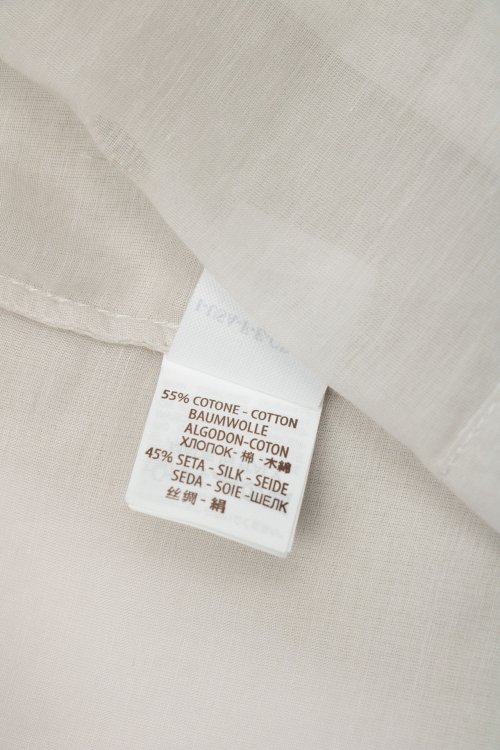 55% COTONE - COTTON
BAUMWOLLE
ALGODON-COTON
ХЛОПОК- 棉 -木綿
45% SETA - SILK - SEIDE
SEDA - SOIE -ШЕЛК
丝绸 - 絹